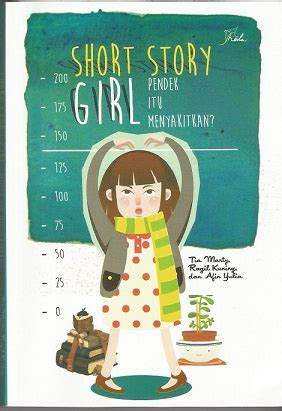 SHORT STORY
GIRL
PENDEK
ITU
MENYAKITKAN?
200
175
150
125
100
75
50
25
0
Tia Marty,
Ragil Kuning,
dan Afin Yulia